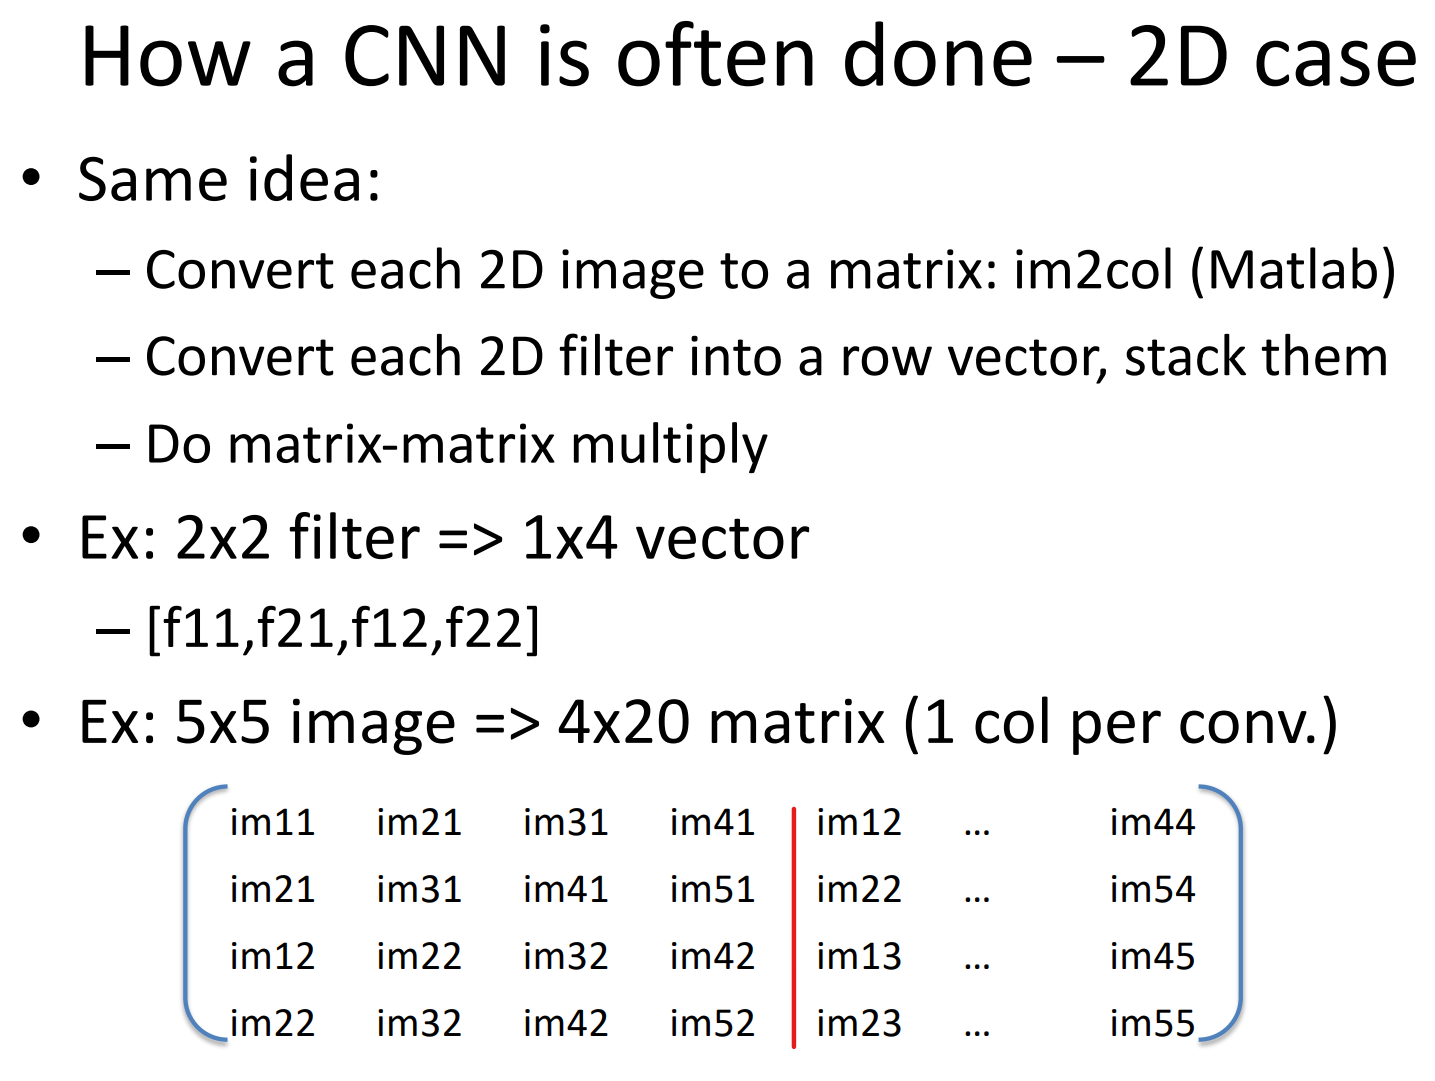 How a CNN is often done – 2D case
• Same idea:
– Convert each 2D image to a matrix: im2col (Matlab)
– Convert each 2D filter into a row vector, stack them
– Do matrix-matrix multiply
• Ex: 2x2 filter => 1x4 vector
– [f11,f21,f12,f22]
• Ex: 5x5 image => 4x20 matrix (1 col per conv.)
im11 im21 im31 im41 im12 ... im44
im21 im31 im41 im51 im22 ... im54
im12 im22 im32 im42 im13 ... im45
im22 im32 im42 im52 im23 ... im55